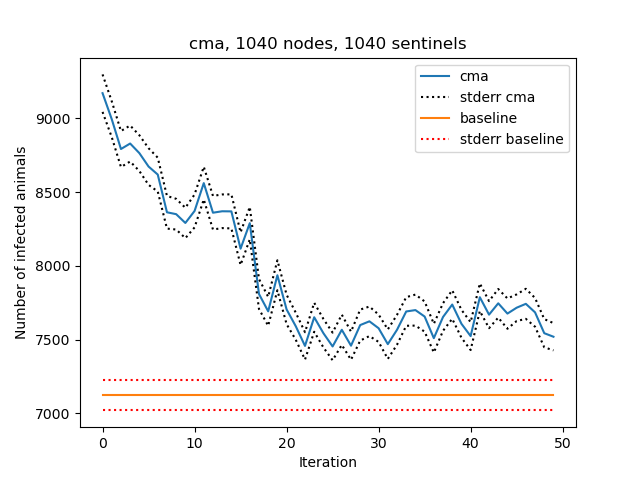 cma, 1040 nodes, 1040 sentinels
cma
stderr cma
baseline
stderr baseline
Number of infected animals
9000
8500
8000
7500
7000
0 10 20 30 40 50
Iteration